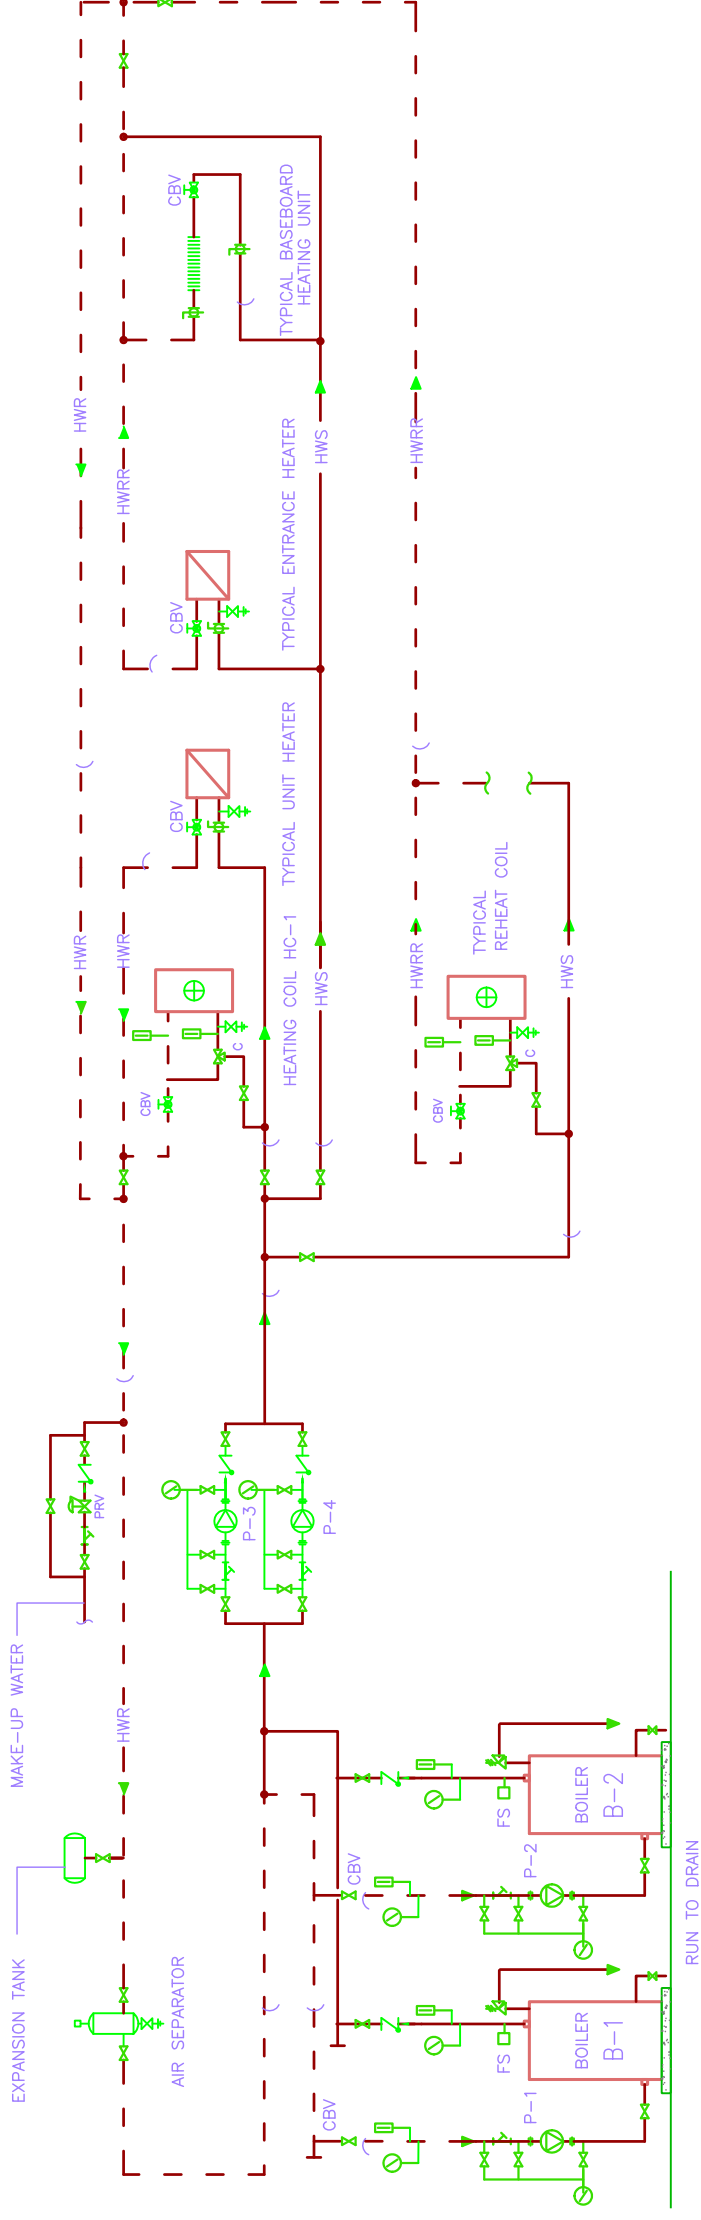 EXPANSION TANK
MAKE-UP WATER
AIR SEPARATOR
HWR
PRV
HWR
HWR
HWR
HWRR
CBV
CBV
CBV
CBV
P-3
P-4
C
HEATING COIL HC-1
TYPICAL UNIT HEATER
TYPICAL ENTRANCE HEATER
TYPICAL BASEBOARD
HEATING UNIT
HWS
HWS
CBV
CBV
HWRR
HWRR
CBV
C
TYPICAL
REHEAT COIL
HWS
FS
FS
P-1
P-2
BOILER
B-1
BOILER
B-2
RUN TO DRAIN